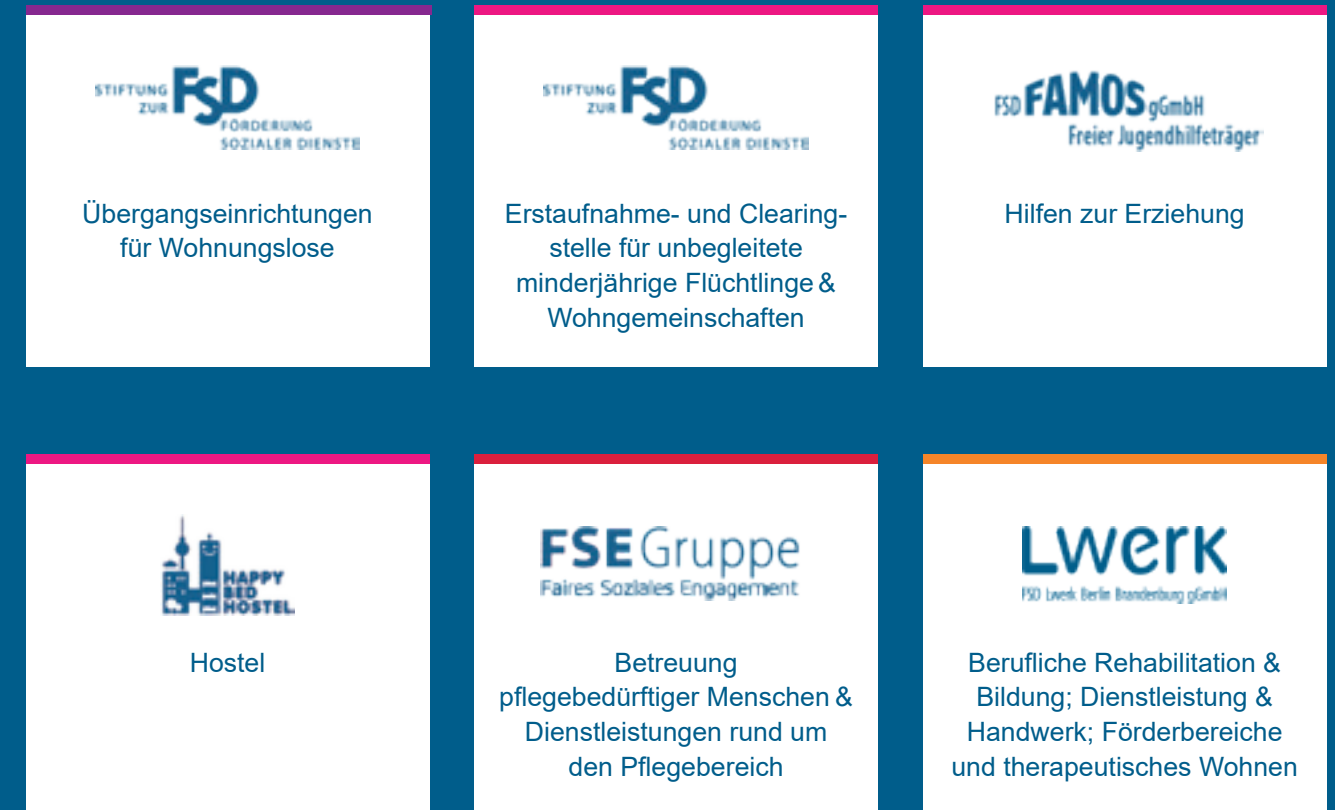 STIFTUNG
ZUR
FSD
FÖRDERUNG
SOZIALER DIENSTE
Übergangseinrichtungen
für Wohnungslose
STIFTUNG
ZUR
FSD
FÖRDERUNG
SOZIALER DIENSTE
Erstaufnahme- und Clearing-
stelle für unbegleitete
minderjährige Flüchtlinge &
Wohngemeinschaften
FSD FAMOS gGmbH
Freier Jugendhilfeträger
Hilfen zur Erziehung
HAPPY
BED
HOSTEL
Hostel
FSE Gruppe
Faires Soziales Engagement
Betreuung
pflegebedürftiger Menschen &
Dienstleistungen rund um
den Pflegebereich
Lwerk
FSD Lwerk Berlin Brandenburg gGmbH
Berufliche Rehabilitation &
Bildung; Dienstleistung &
Handwerk; Förderbereiche
und therapeutisches Wohnen